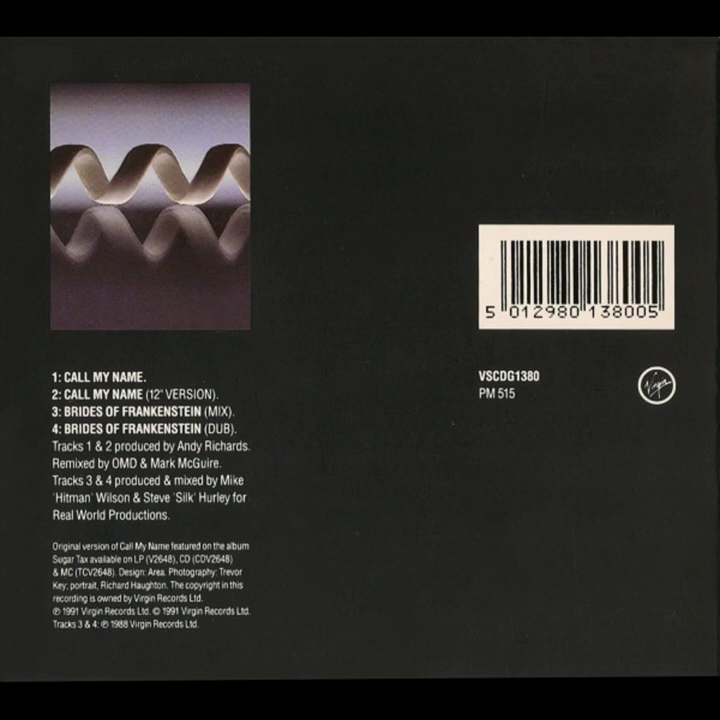 5 012980 138005
1: CALL MY NAME.
2: CALL MY NAME (12" VERSION).
3: BRIDES OF FRANKENSTEIN (MIX).
4: BRIDES OF FRANKENSTEIN (DUB).
Tracks 1 & 2 produced by Andy Richards.
Remixed by OMD & Mark McGuire.
Tracks 3 & 4 produced & mixed by Mike
'Hitman' Wilson & Steve 'Silk' Hurley for
Real World Productions.
VSCDG1380
PM 515
Virgin
Original version of Call My Name featured on the album
Sugar Tax available on LP (V2648), CD (CDV2648)
& MC (TCV2648). Design: Area. Photography: Trevor
Key; portrait, Richard Haughton. The copyright in this
recording is owned by Virgin Records Ltd.
℗ 1991 Virgin Records Ltd. © 1991 Virgin Records Ltd.
Tracks 3 & 4: ℗ 1988 Virgin Records Ltd.